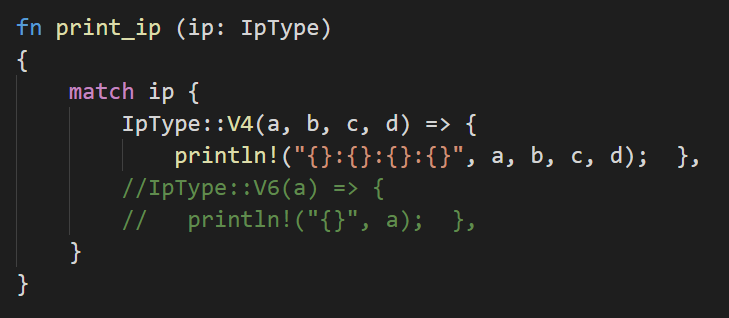 fn print_ip (ip: IpType)
{
    match ip {
        IpType::V4(a, b, c, d) => {
            println!("{}:{}:{}:{}", a, b, c, d);  },
        //IpType::V6(a) => {
        //   println!("{}", a);  },
    }
}